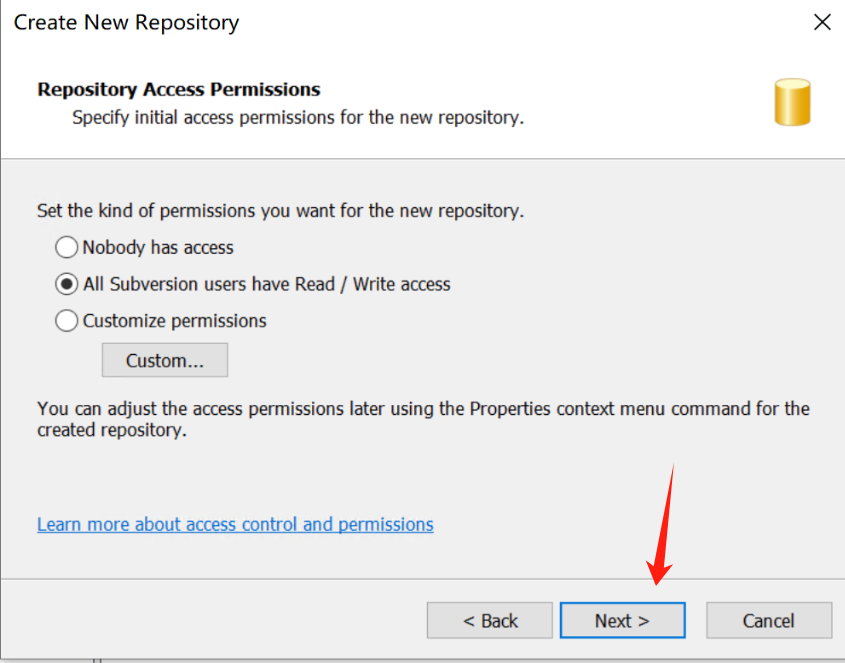 Create New Repository
Repository Access Permissions
Specify initial access permissions for the new repository.
Set the kind of permissions you want for the new repository.
Nobody has access
All Subversion users have Read / Write access
Customize permissions
Custom...
You can adjust the access permissions later using the Properties context menu command for the
created repository.
Learn more about access control and permissions
< Back
Next >
Cancel